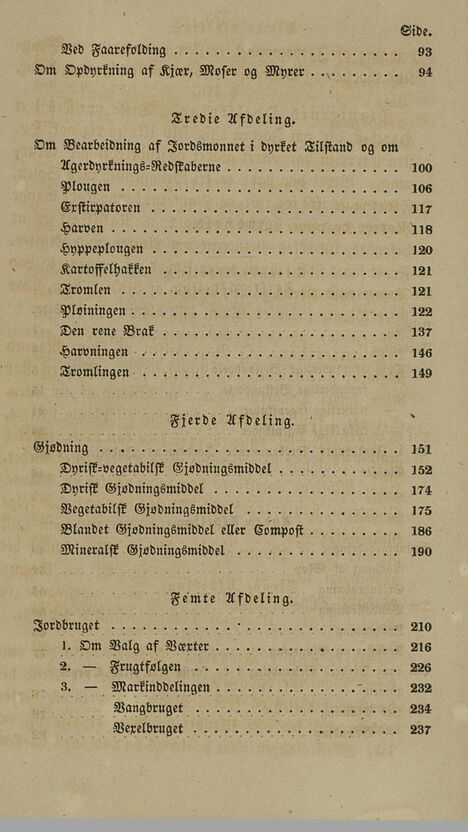 Side.
Ved Faarefolding . . . . . . . . . . . . . . . . . . . . 93
Om Opdyrkning af Kjær, Moser og Myrer . . . . . . . . . 94
Tredie Afdeling.
Om Bearbeidning af Jordsmonnet i dyrket Tilstand og om
Agerdyrknings-Redskaberne . . . . . . . . . . . . . . . 100
Plougen . . . . . . . . . . . . . . . . . . . . . . . . 106
Exstirpatoren . . . . . . . . . . . . . . . . . . . . . 117
Harven . . . . . . . . . . . . . . . . . . . . . . . . 118
Hyppeplougen . . . . . . . . . . . . . . . . . . . . . 120
Kartoffelhakken . . . . . . . . . . . . . . . . . . . . 121
Tromlen . . . . . . . . . . . . . . . . . . . . . . . . 121
Pløiningen . . . . . . . . . . . . . . . . . . . . . . 122
Den rene Brak . . . . . . . . . . . . . . . . . . . . . 137
Harvningen . . . . . . . . . . . . . . . . . . . . . . 146
Tromlingen . . . . . . . . . . . . . . . . . . . . . . 149
Fjerde Afdeling.
Gjødning . . . . . . . . . . . . . . . . . . . . . . . 151
Dyrisk-vegetabilsk Gjødningsmiddel . . . . . . . . . . 152
Dyrisk Gjødningsmiddel . . . . . . . . . . . . . . . . 174
Vegetabilsk Gjødningsmiddel . . . . . . . . . . . . . . 175
Blandet Gjødningsmiddel eller Compost . . . . . . . . . 186
Mineralsk Gjødningsmiddel . . . . . . . . . . . . . . . 190
Femte Afdeling.
Jordbruget . . . . . . . . . . . . . . . . . . . . . . 210
1. Om Valg af Væxter . . . . . . . . . . . . . . . . . 216
2. — Frugtfølgen . . . . . . . . . . . . . . . . . . . 226
3. — Markinddelingen . . . . . . . . . . . . . . . . . 232
Vangbruget . . . . . . . . . . . . . . . . . . . . . . 234
Vexelbruget . . . . . . . . . . . . . . . . . . . . . . 237